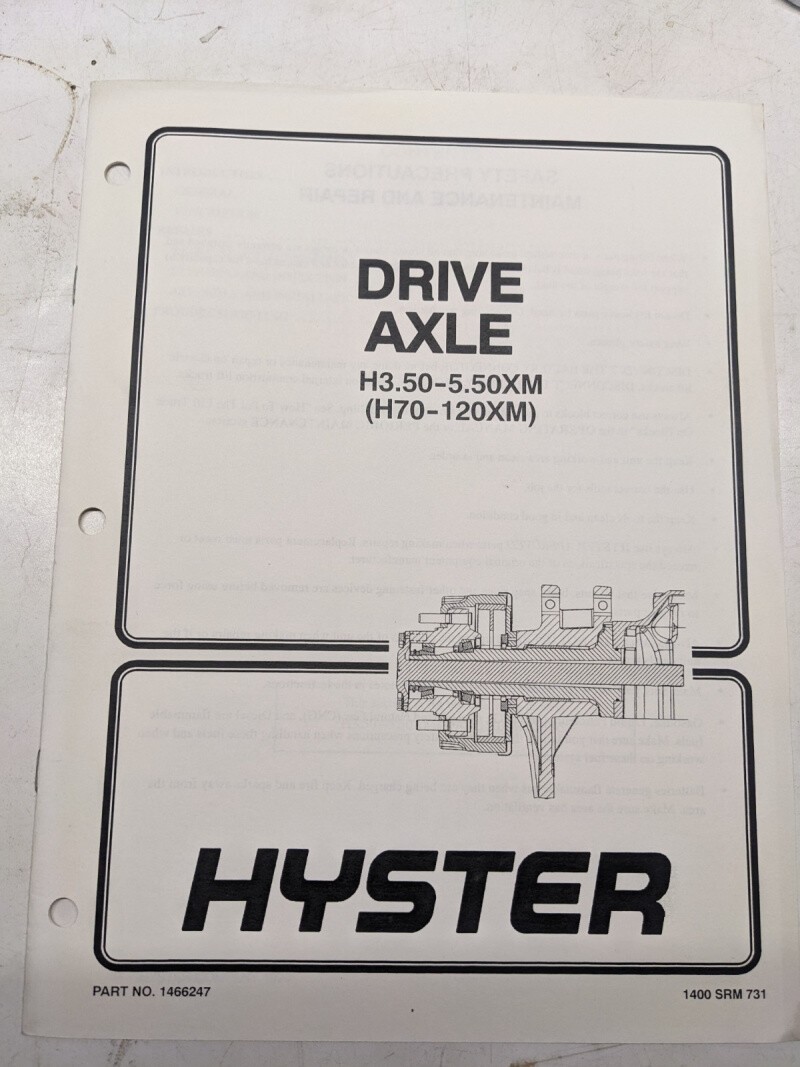 DRIVE
AXLE
H3.50-5.50XM
(H70-120XM)
HYSTER
PART NO. 1466247
1400 SRM 731